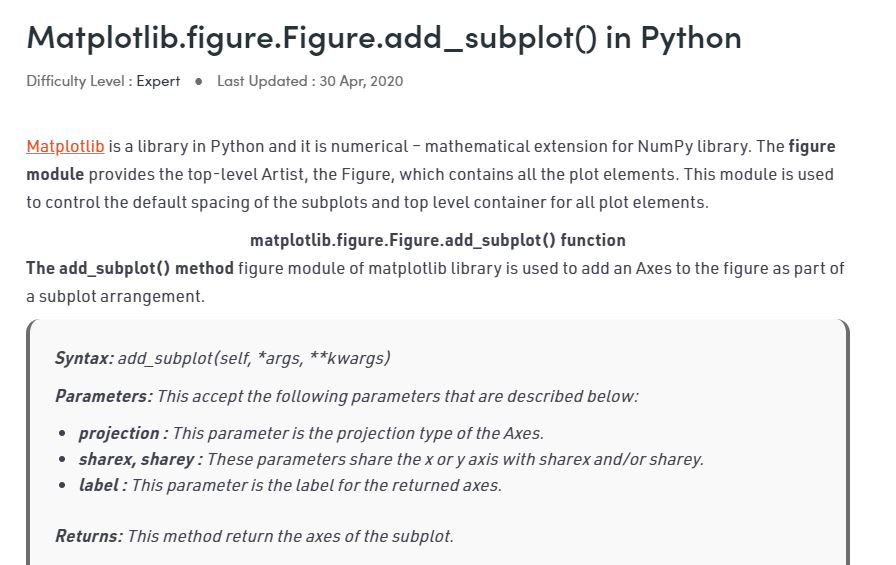 Matplotlib.figure.Figure.add_subplot() in Python
Difficulty Level : Expert ● Last Updated : 30 Apr, 2020
Matplotlib is a library in Python and it is numerical – mathematical extension for NumPy library. The figure
module provides the top-level Artist, the Figure, which contains all the plot elements. This module is used
to control the default spacing of the subplots and top level container for all plot elements.
matplotlib.figure.Figure.add_subplot() function
The add_subplot() method figure module of matplotlib library is used to add an Axes to the figure as part of
a subplot arrangement.
Syntax: add_subplot(self, *args, **kwargs)
Parameters: This accept the following parameters that are described below:
• projection : This parameter is the projection type of the Axes.
• sharex, sharey : These parameters share the x or y axis with sharex and/or sharey.
• label : This parameter is the label for the returned axes.
Returns: This method return the axes of the subplot.